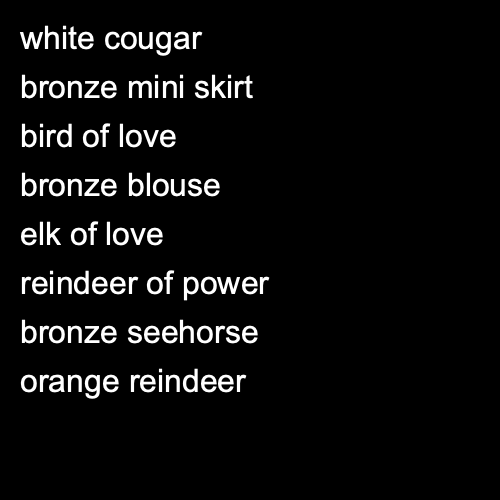 white cougar
bronze mini skirt
bird of love
bronze blouse
elk of love
reindeer of power
bronze seehorse
orange reindeer